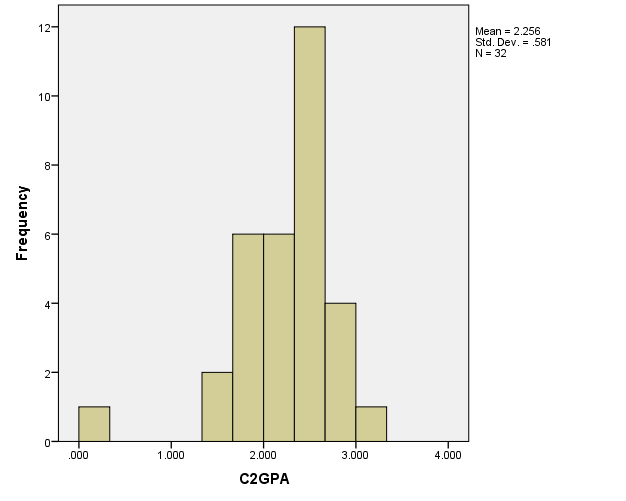 Mean = 2.256
Std. Dev. = .581
N = 32
Frequency
12
10
8
6
4
2
0
.000 1.000 2.000 3.000 4.000
C2GPA